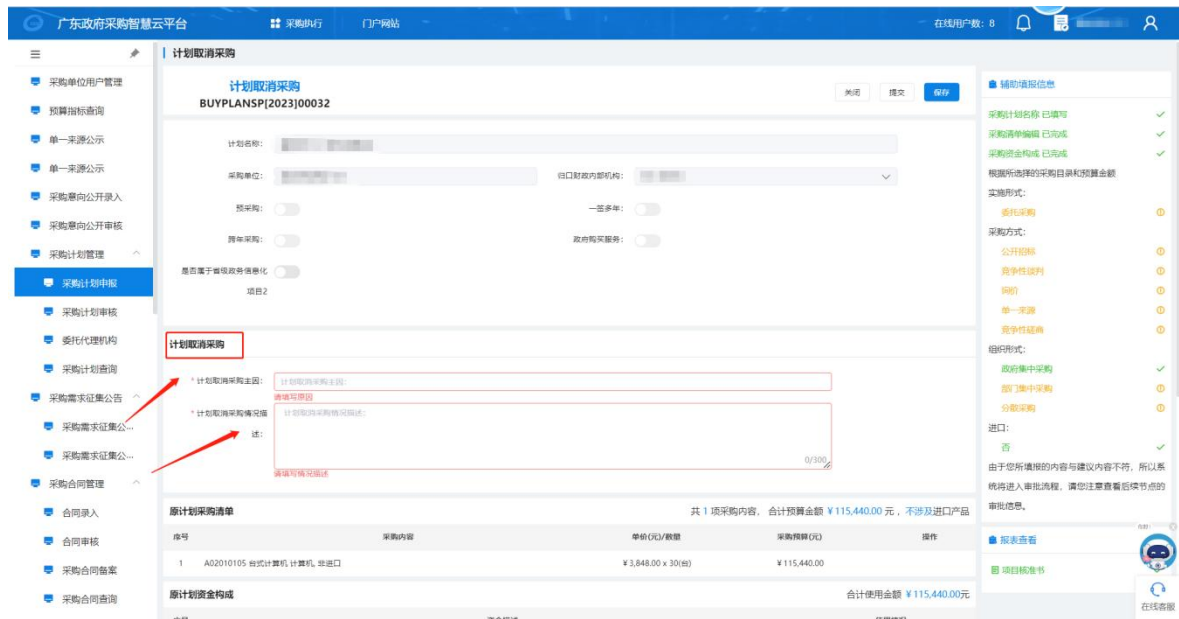 广东政府采购智慧云平台
采购执行
门户网站
在线用户数: 8
采购单位用户管理
预算指标查询
单一来源公示
单一来源公示
采购意向公开录入
采购意向公开审核
采购计划管理
采购计划申报
采购计划审核
委托代理机构
采购计划查询
采购需求征集公告
采购需求征集公...
采购需求征集公...
采购合同管理
合同录入
合同审核
采购合同备案
采购合同查询
计划取消采购
计划取消采购
BUYPLANSP[2023]00032
关闭
提交
保存
计划名称:
采购单位:
归口财政内部机构:
预采购:
一签多年:
跨年采购:
政府购买服务:
是否属于省级政务信息化
项目2
计划取消采购
* 计划取消采购主因:
计划取消采购主因:
请填写原因
* 计划取消采购情况描
述:
计划取消采购情况描述:
0/300
请填写情况描述
原计划采购清单
共 1 项采购内容, 合计预算金额 ¥115,440.00 元, 不涉及进口产品
序号
采购内容
单价(元)/数量
采购预算(元)
操作
1
A02010105 台式计算机 计算机, 非进口
¥3,848.00 x 30(台)
¥115,440.00
原计划资金构成
合计使用金额 ¥115,440.00元
辅助填报信息
采购计划名称 已填写
采购清单编辑 已完成
采购资金构成 已完成
根据所选择的采购目录和预算金额
实施形式:
委托采购
采购方式:
公开招标
竞争性谈判
询价
单一来源
竞争性磋商
组织形式:
政府集中采购
部门集中采购
分散采购
进口:
否
由于您所填报的内容与建议内容不符, 所以系
统将进入审批流程, 请您注意查看后续节点的
审批信息。
报表查看
项目核准书
在线客服